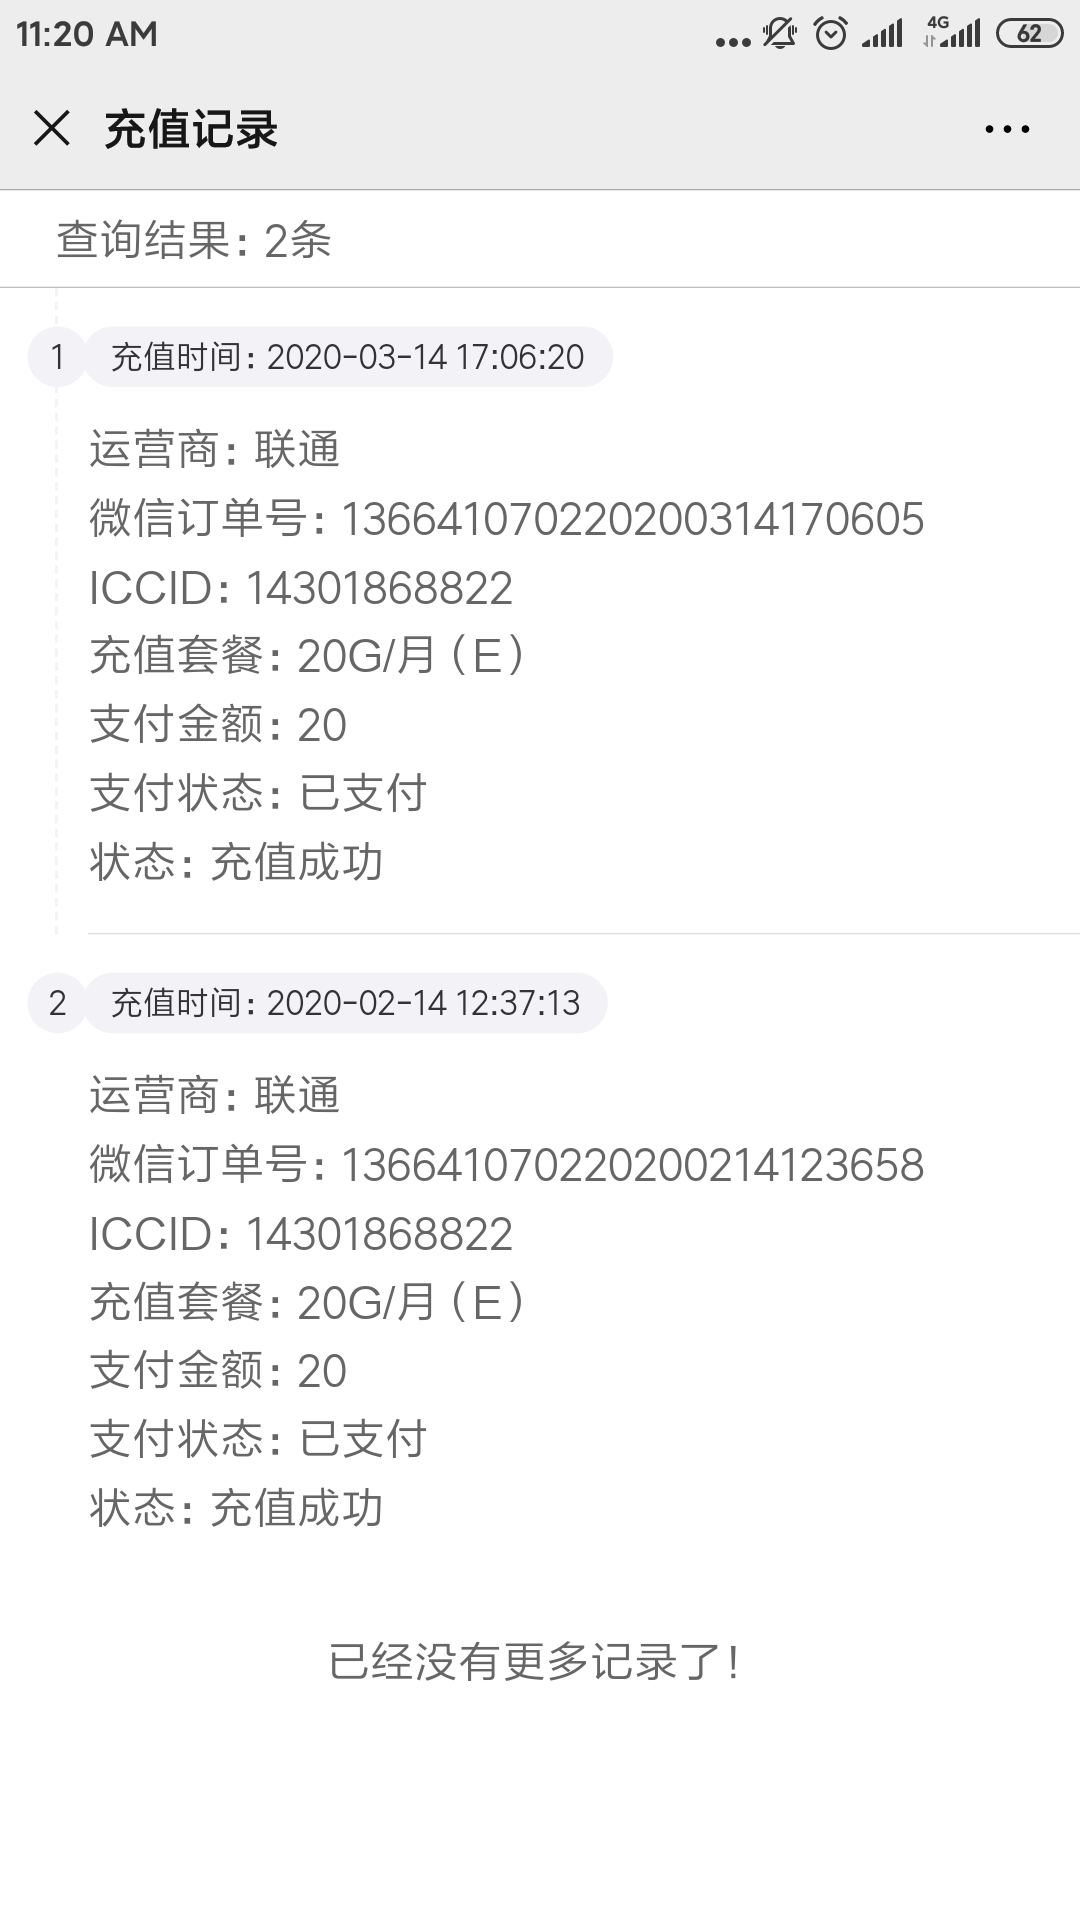 11:20 AM
4G
62
充值记录
查询结果：2条
1
充值时间：2020-03-14 17:06:20
运营商：联通
微信订单号：1366410702202003141​70605
ICCID：14301868822
充值套餐：20G/月（E）
支付金额：20
支付状态：已支付
状态：充值成功
2
充值时间：2020-02-14 12:37:13
运营商：联通
微信订单号：136641070220200214123658
ICCID：14301868822
充值套餐：20G/月（E）
支付金额：20
支付状态：已支付
状态：充值成功
已经没有更多记录了！